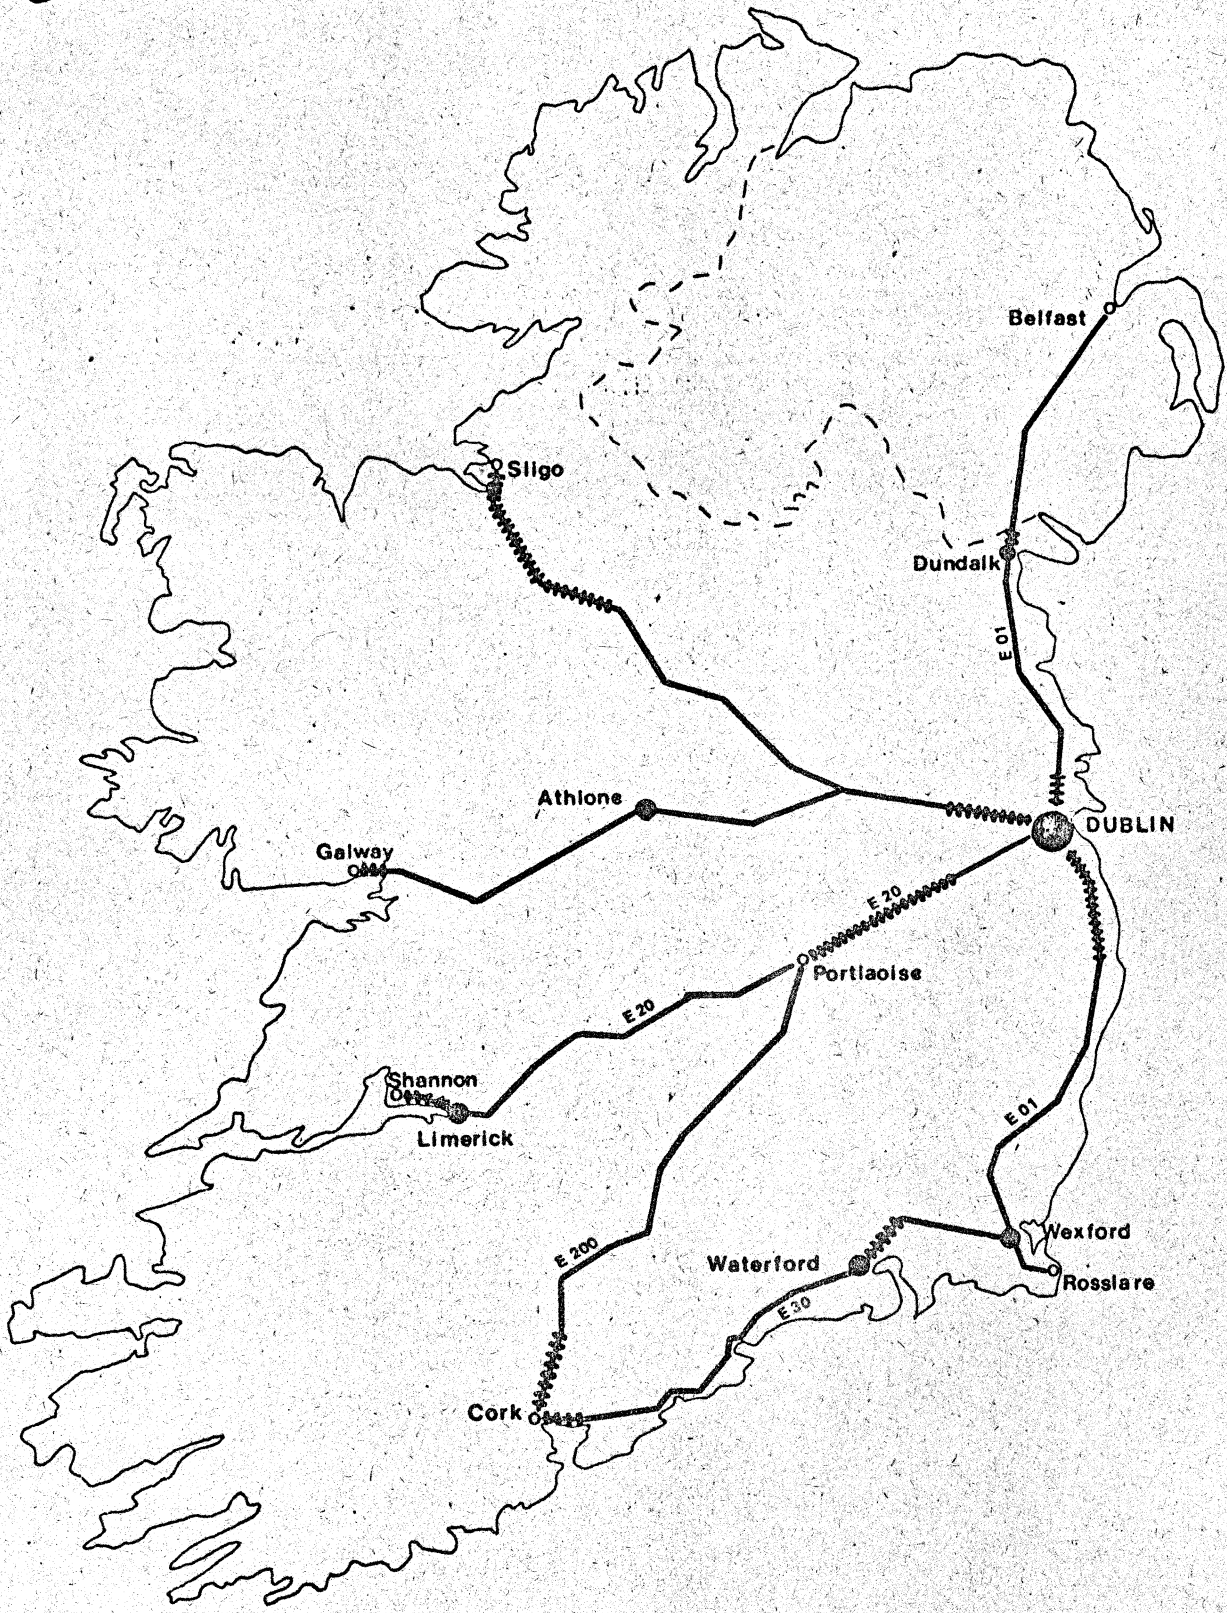 Belfast
Sligo
Dundalk
E 01
Athlone
DUBLIN
Galway
E 20
Portlaoise
E 20
Shannon
Limerick
E 01
Wexford
E 200
Waterford
Rosslare
E 30
Cork